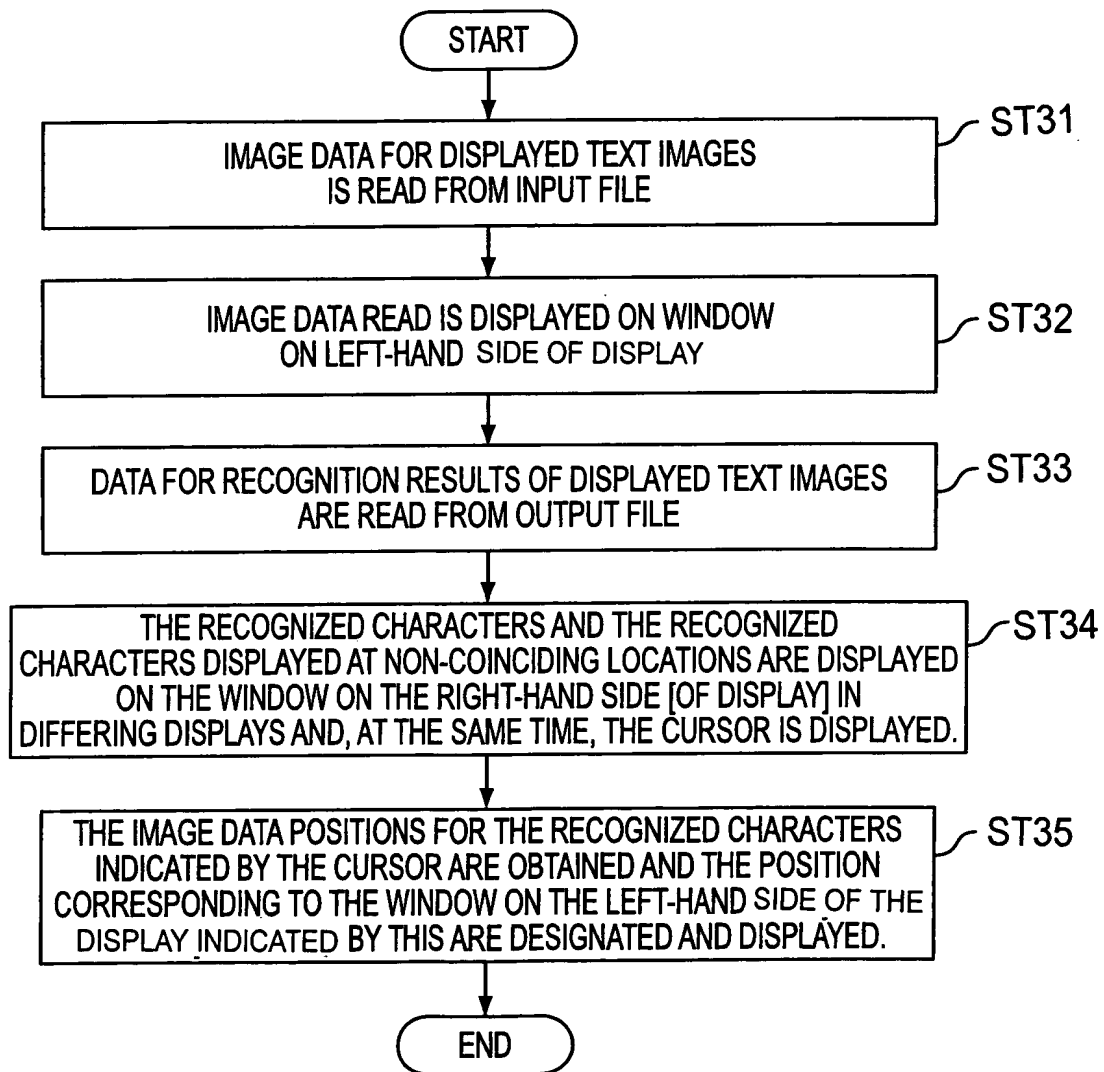 START
ST31
IMAGE DATA FOR DISPLAYED TEXT IMAGES
IS READ FROM INPUT FILE
ST32
IMAGE DATA READ IS DISPLAYED ON WINDOW
ON LEFT-HAND SIDE OF DISPLAY
ST33
DATA FOR RECOGNITION RESULTS OF DISPLAYED TEXT IMAGES
ARE READ FROM OUTPUT FILE
ST34
THE RECOGNIZED CHARACTERS AND THE RECOGNIZED
CHARACTERS DISPLAYED AT NON-COINCIDING LOCATIONS ARE DISPLAYED
ON THE WINDOW ON THE RIGHT-HAND SIDE [OF DISPLAY] IN
DIFFERING DISPLAYS AND, AT THE SAME TIME, THE CURSOR IS DISPLAYED.
ST35
THE IMAGE DATA POSITIONS FOR THE RECOGNIZED CHARACTERS
INDICATED BY THE CURSOR ARE OBTAINED AND THE POSITION
CORRESPONDING TO THE WINDOW ON THE LEFT-HAND SIDE OF THE
DISPLAY INDICATED BY THIS ARE DESIGNATED AND DISPLAYED.
END